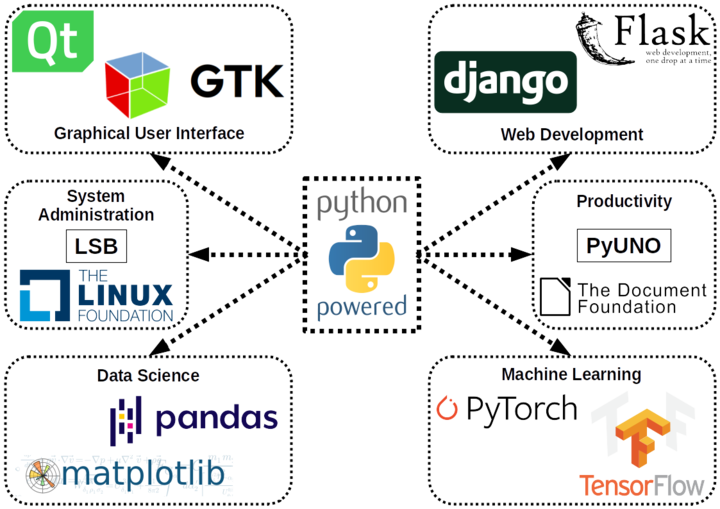 Qt
GTK
Graphical User Interface
Flask
web development,
one drop at a time
django
Web Development
System
Administration
LSB
THE
LINUX
FOUNDATION
python
powered
Productivity
PyUNO
The Document
Foundation
Data Science
pandas
matplotlib
Machine Learning
PyTorch
TensorFlow